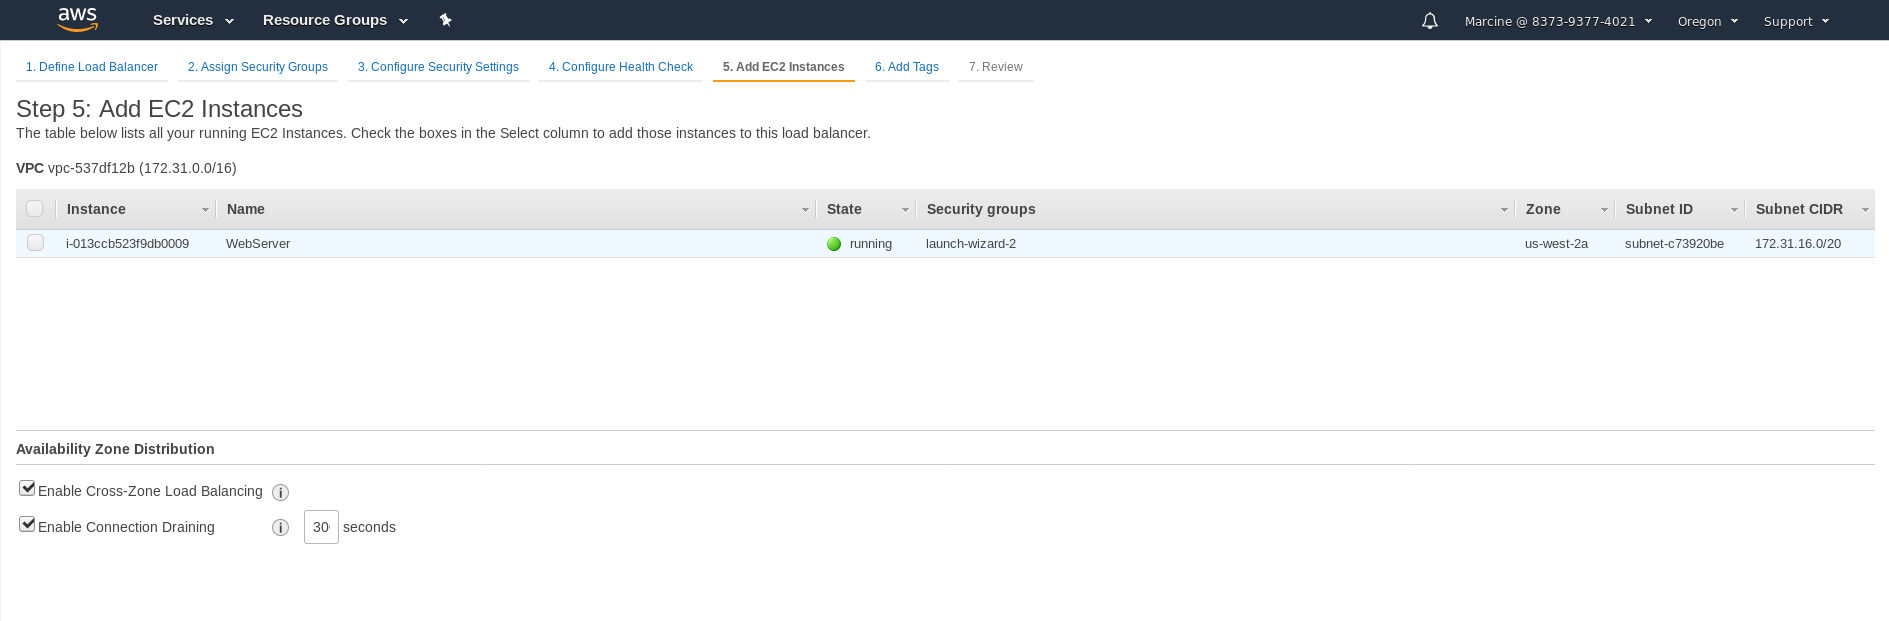 aws Services Resource Groups Marcine @ 8373-9377-4021 Oregon Support
1. Define Load Balancer 2. Assign Security Groups 3. Configure Security Settings 4. Configure Health Check 5. Add EC2 Instances 6. Add Tags 7. Review
Step 5: Add EC2 Instances
The table below lists all your running EC2 Instances. Check the boxes in the Select column to add those instances to this load balancer.
VPC vpc-537df12b (172.31.0.0/16)
Instance Name State Security groups Zone Subnet ID Subnet CIDR
i-013ccb523f9db0009 WebServer running launch-wizard-2 us-west-2a subnet-c73920be 172.31.16.0/20
Availability Zone Distribution
Enable Cross-Zone Load Balancing
Enable Connection Draining seconds